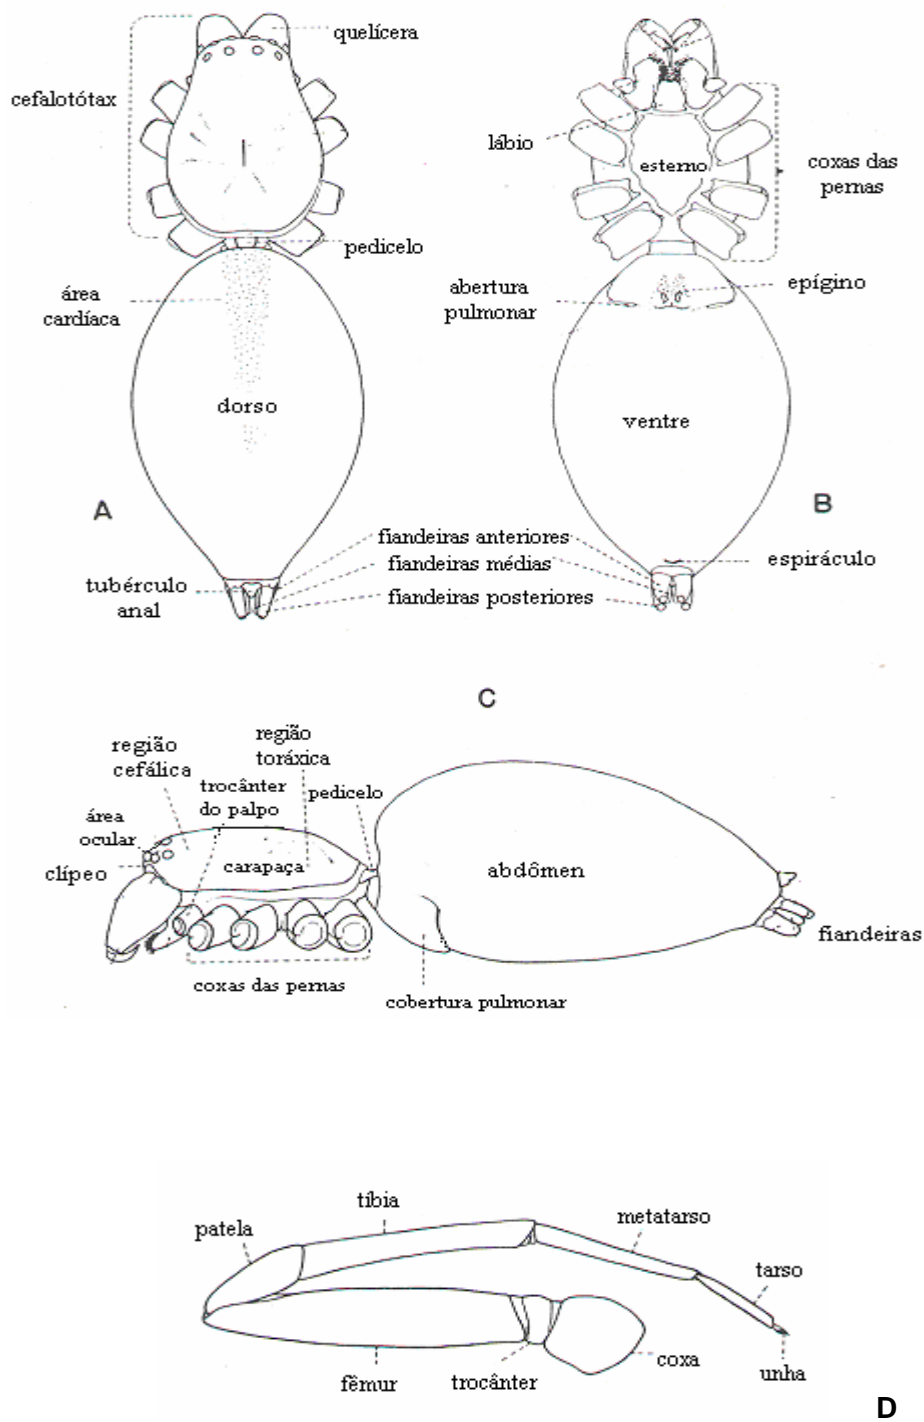 quelícera
cefalotótax
lábio
esterno
coxas das
pernas
pedicelo
área
cardíaca
abertura
pulmonar
epígino
dorso
ventre
A
B
fiandeiras anteriores
fiandeiras médias
fiandeiras posteriores
tubérculo
anal
espiráculo
C
região
cefálica
região
toráxica
trocânter
do palpo
pedicelo
área
ocular
clípeo
carapaça
abdômen
fiandeiras
coxas das pernas
cobertura pulmonar
tíbia
patela
metatarso
tarso
coxa
unha
fêmur
trocânter
D